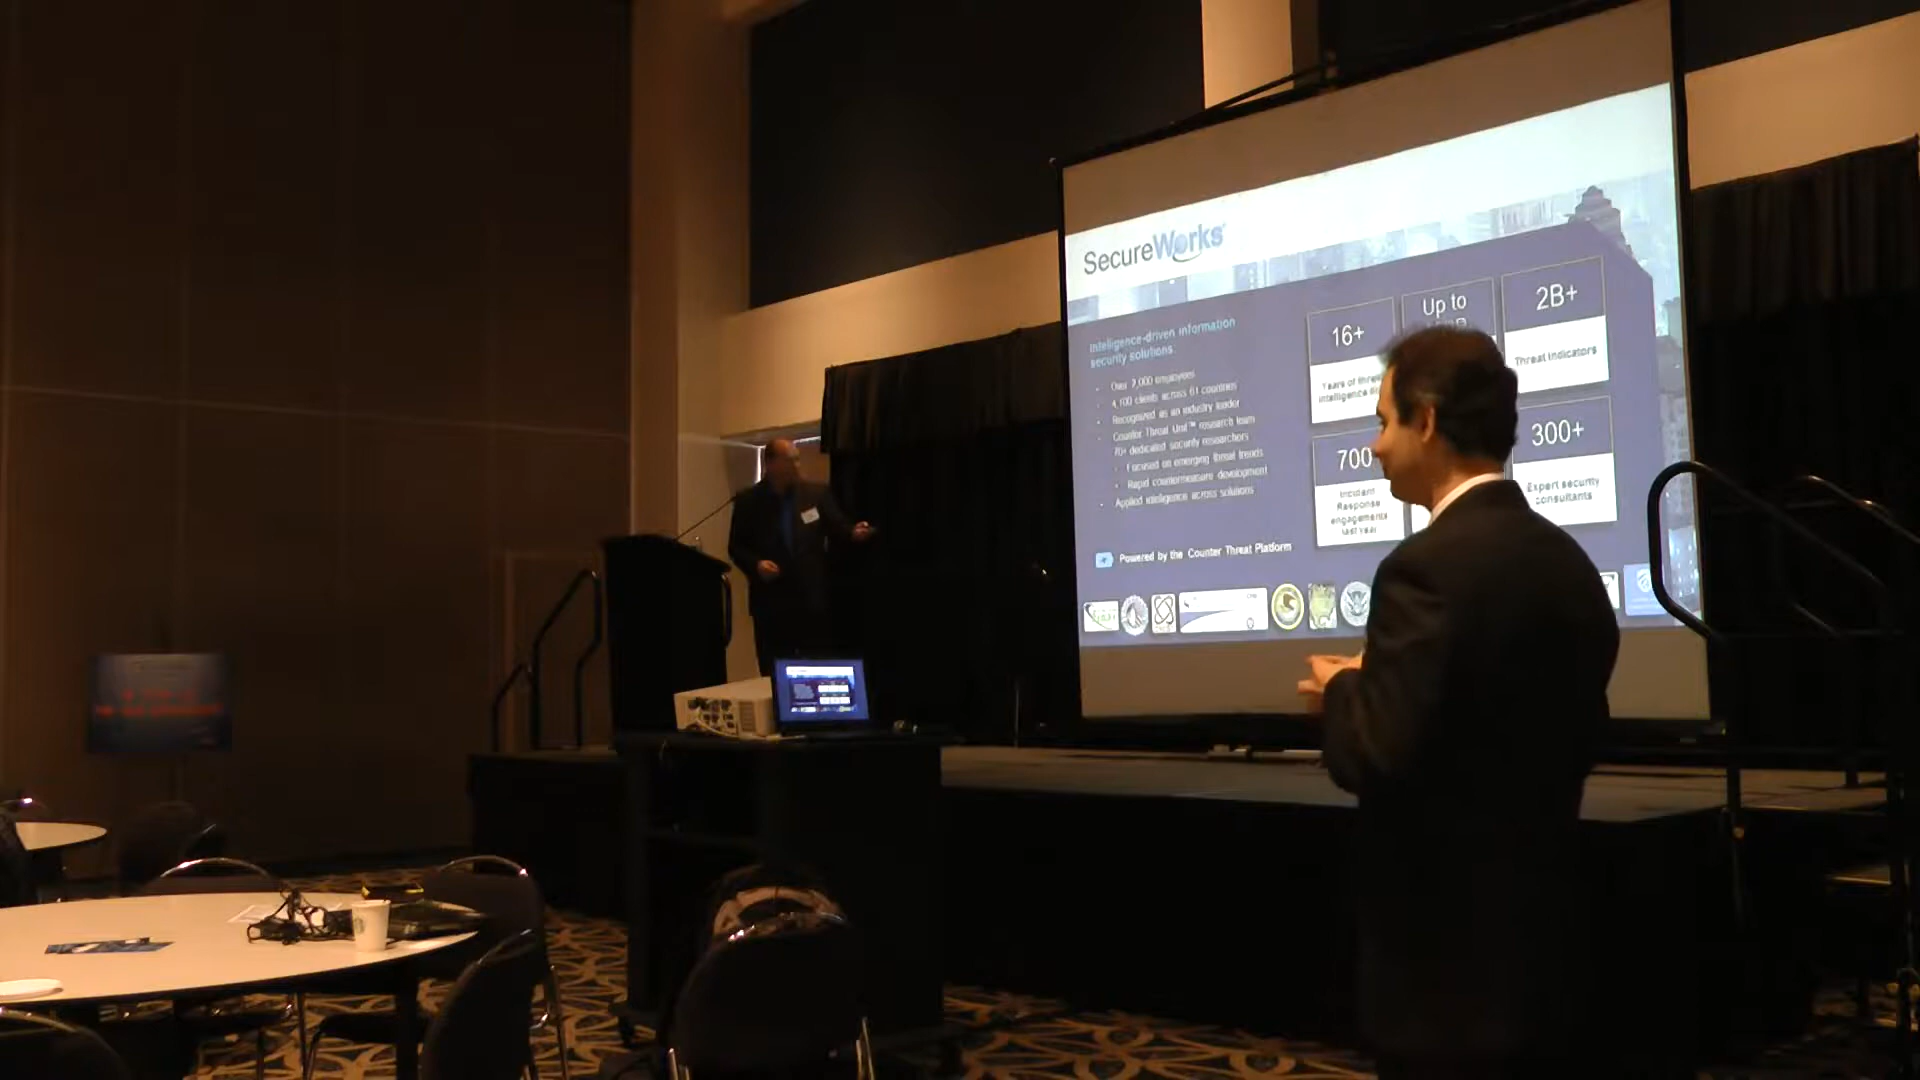 SecureWorks
Intelligence-driven information
security solutions
Over 2,000 employees
4,100 clients across 61 countries
Recognized as an industry leader
Counter Threat Unit™ research team
70+ dedicated security researchers
Focused on emerging threat trends
Rapid countermeasure development
Applied intelligence across solutions
Powered by the Counter Threat Platform
16+
Years of
intelligence
Up to
2B+
Threat Indicators
700
Incident
Response
engagements
last year
300+
Expert security
consultants